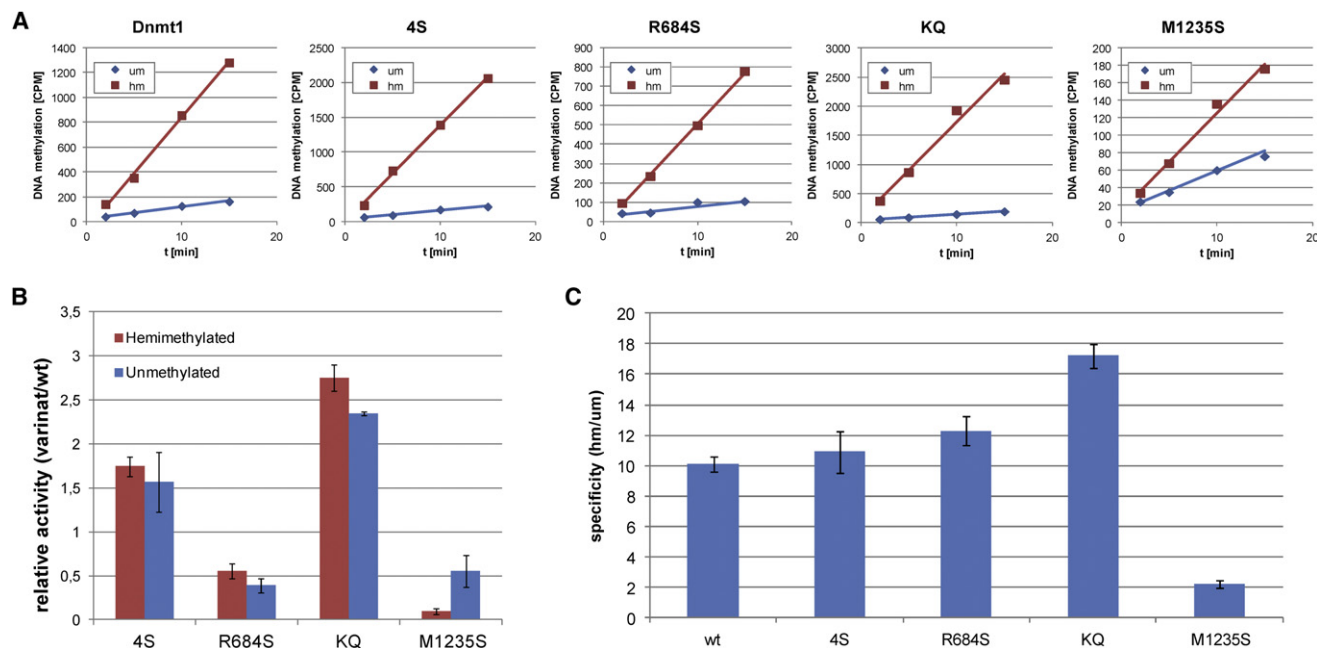 A
Dnmt1
4S
R684S
KQ
M1235S
DNA methylation [CPM]
1400
1200
1000
800
600
400
200
0
um
hm
0
10
20
t [min]
DNA methylation [CPM]
2500
2000
1500
1000
500
0
um
hm
0
10
20
t [min]
DNA methylation [CPM]
900
800
700
600
500
400
300
200
100
0
um
hm
0
10
20
t [min]
DNA methylation [CPM]
3000
2500
2000
1500
1000
500
0
um
hm
0
10
20
t [min]
DNA methylation [CPM]
200
180
160
140
120
100
80
60
40
20
0
um
hm
0
10
20
t [min]
B
relative activity (varinat/wt)
3,5
3
2,5
2
1,5
1
0,5
0
Hemimethylated
Unmethylated
4S
R684S
KQ
M1235S
C
specificity (hm/um)
20
18
16
14
12
10
8
6
4
2
0
wt
4S
R684S
KQ
M1235S